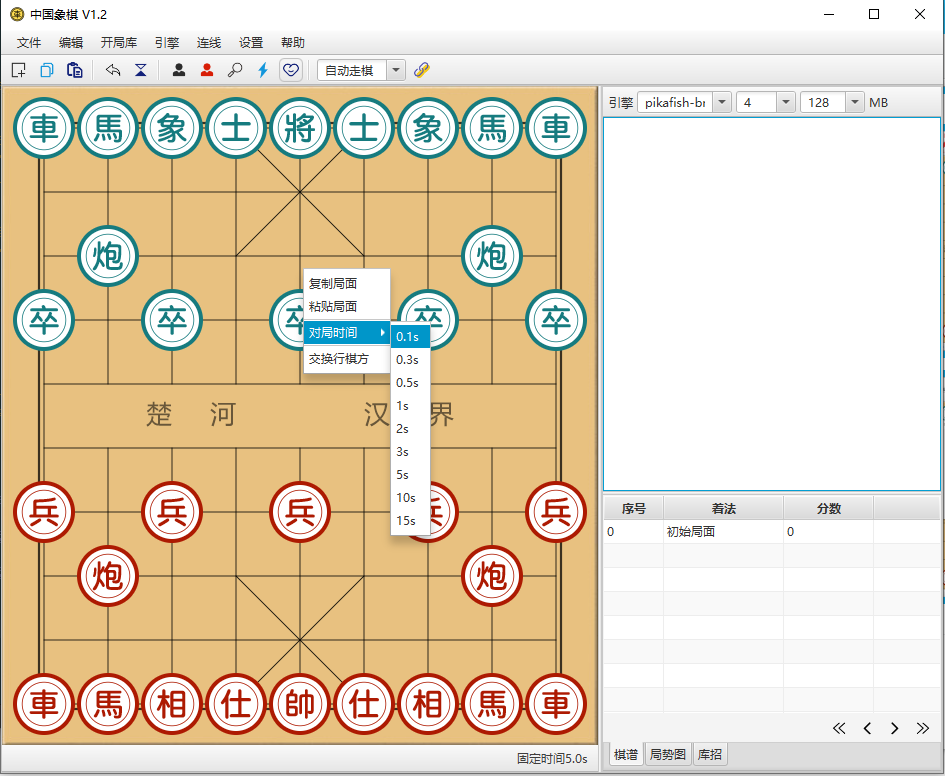 中国象棋 V1.2
文件 编辑 开局库 引擎 连线 设置 帮助
自动走棋
引擎 pikafish-br 4 128 MB
車 馬 象 士 將 士 象 馬 車
炮 炮
卒 卒 卒 卒 卒
复制局面
粘贴局面
对局时间
交换行棋方
0.1s
0.3s
0.5s
1s
2s
3s
5s
10s
15s
楚 河 汉 界
兵 兵 兵 兵 兵
炮 炮
車 馬 相 仕 帥 仕 相 馬 車
固定时间5.0s
序号 着法 分数
0 初始局面 0
棋谱 局势图 库招